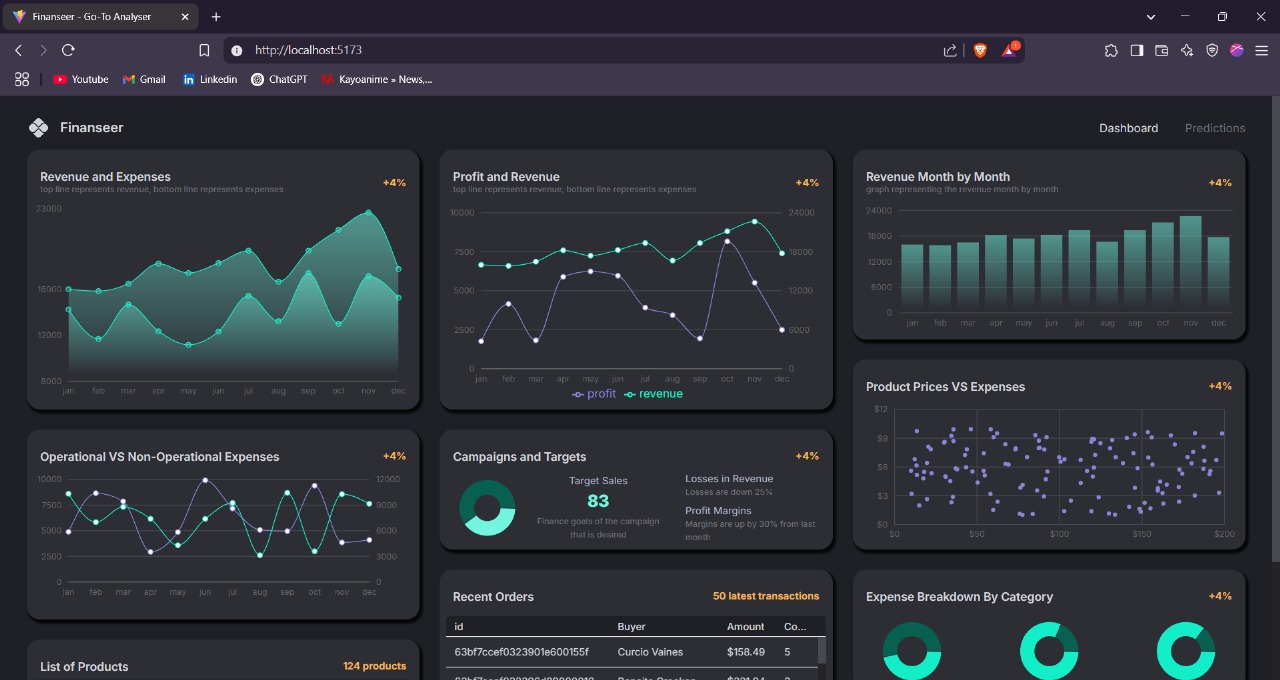 Finanseer - Go-To Analyser
http://localhost:5173
1
Youtube
Gmail
Linkedin
ChatGPT
KA
Kayoanime » News,...
Finanseer
Dashboard
Predictions
Revenue and Expenses
top line represents revenue, bottom line represents expenses
+4%
23000
16000
12000
8000
jan feb mar apr may jun jul aug sep oct nov dec
Profit and Revenue
top line represents revenue, bottom line represents expenses
+4%
10000 24000
7500 18000
5000 12000
2500 6000
0 0
jan feb mar apr may jun jul aug sep oct nov dec
profit revenue
Revenue Month by Month
graph representing the revenue month by month
+4%
24000
18000
12000
6000
0
jan feb mar apr may jun jul aug sep oct nov dec
Operational VS Non-Operational Expenses
+4%
10000 12000
7500 9000
5000 6000
2500 3000
0 0
jan feb mar apr may jun jul aug sep oct nov dec
Campaigns and Targets
+4%
Target Sales
83
Finance goals of the campaign
that is desired
Losses in Revenue
Losses are down 25%
Profit Margins
Margins are up by 30% from last
month
Product Prices VS Expenses
+4%
$12
$9
$6
$3
$0
$0 $50 $100 $150 $200
List of Products
124 products
Recent Orders
50 latest transactions
id Buyer Amount Co...
63bf7ccef0323901e600155f Curcio Vaines $158.49 5
Expense Breakdown By Category
+4%